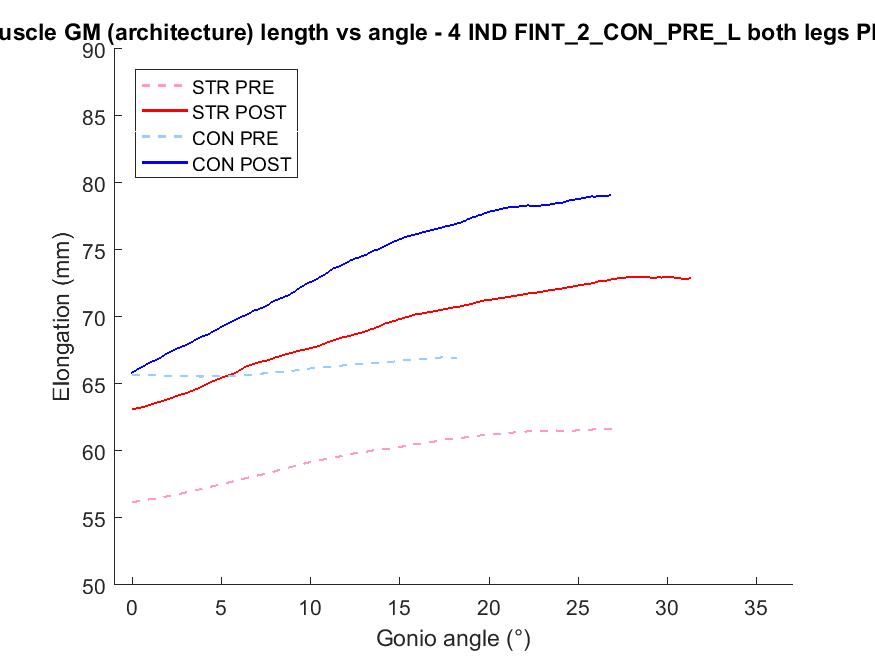 uscle GM (architecture) length vs angle - 4 IND FINT_2_CON_PRE_L both legs
90
85
80
75
70
65
60
55
50
STR PRE
STR POST
CON PRE
CON POST
Elongation (mm)
0 5 10 15 20 25 30 35
Gonio angle (°)